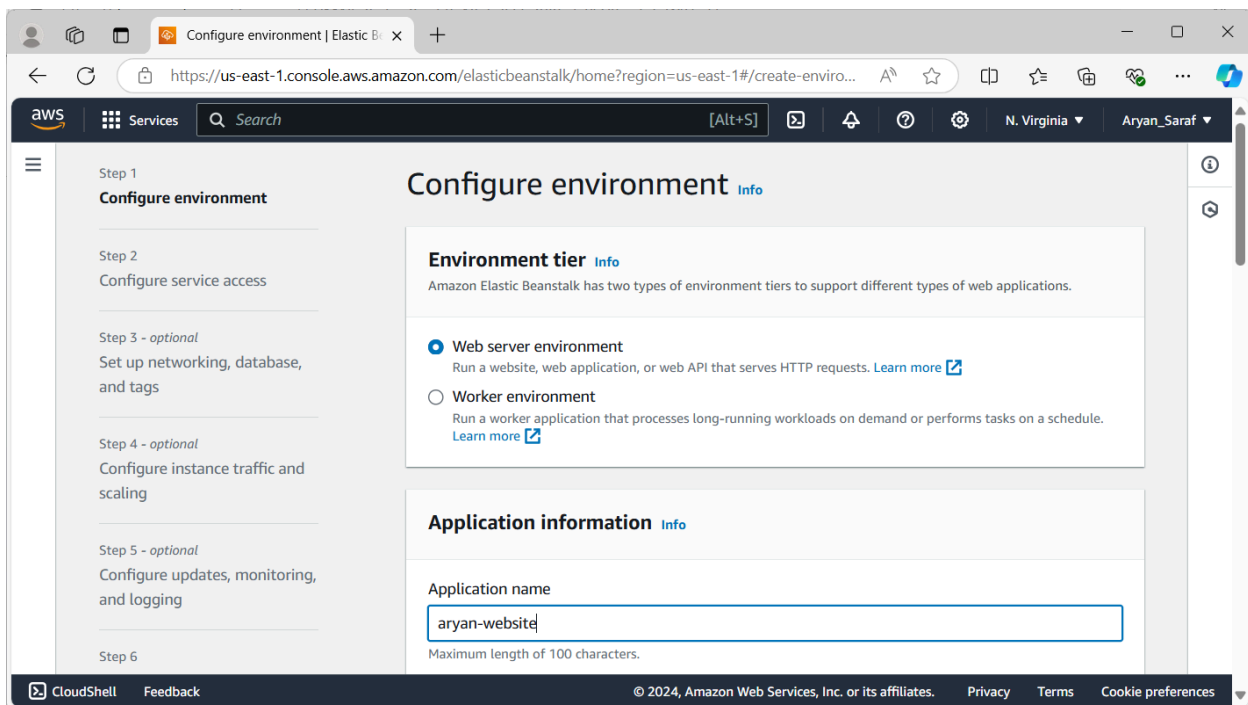 Configure environment | Elastic Be
https://us-east-1.console.aws.amazon.com/elasticbeanstalk/home?region=us-east-1#/create-enviro...
aws Services Search [Alt+S] N. Virginia Aryan_Saraf
Step 1
Configure environment
Step 2
Configure service access
Step 3 - optional
Set up networking, database,
and tags
Step 4 - optional
Configure instance traffic and
scaling
Step 5 - optional
Configure updates, monitoring,
and logging
Step 6
Configure environment Info
Environment tier Info
Amazon Elastic Beanstalk has two types of environment tiers to support different types of web applications.
Web server environment
Run a website, web application, or web API that serves HTTP requests. Learn more
Worker environment
Run a worker application that processes long-running workloads on demand or performs tasks on a schedule.
Learn more
Application information Info
Application name
aryan-website
Maximum length of 100 characters.
CloudShell Feedback © 2024, Amazon Web Services, Inc. or its affiliates. Privacy Terms Cookie preferences